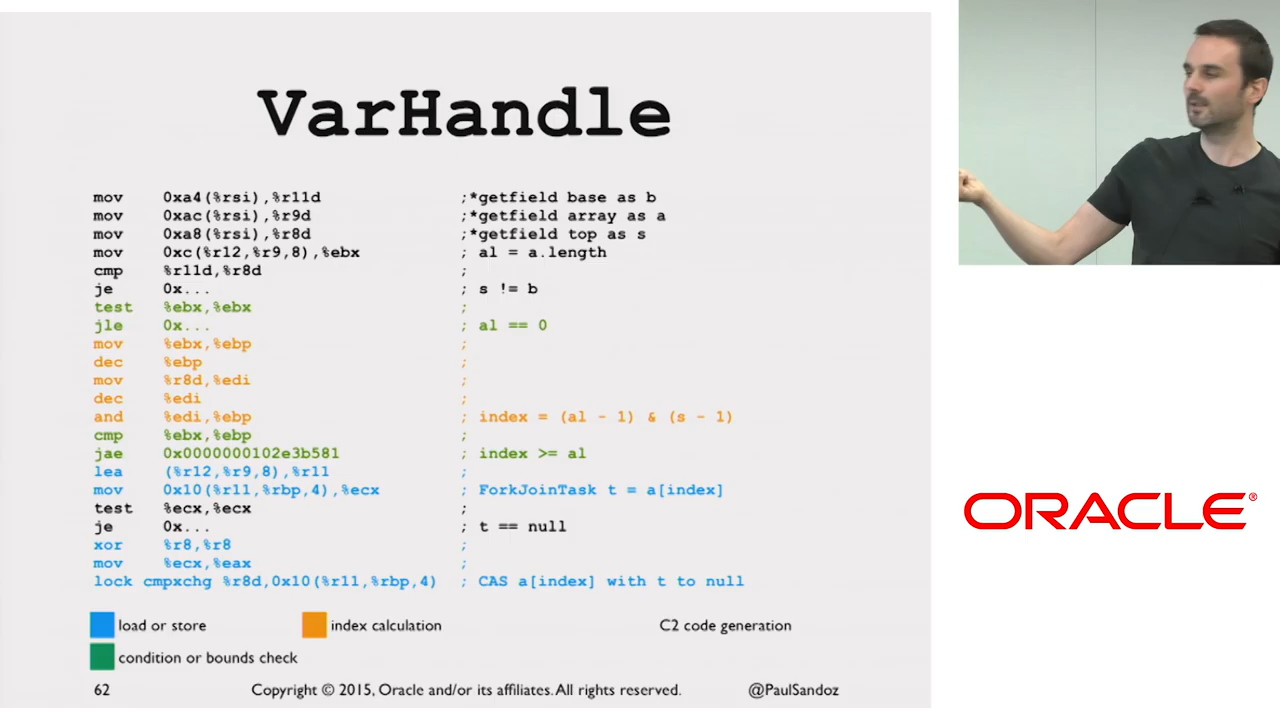 VarHandle
mov 0xa4(%rsi),%r11d ;*getfield base as b
mov 0xac(%rsi),%r9d ;*getfield array as a
mov 0xa8(%rsi),%r8d ;*getfield top as s
mov 0xc(%r12,%r9,8),%ebx ; al = a.length
cmp %r11d,%r8d ;
je 0x... ; s != b
test %ebx,%ebx ;
jle 0x... ; al == 0
mov %ebx,%ebp ;
dec %ebp ;
mov %r8d,%edi ;
dec %edi ;
and %edi,%ebp ; index = (al - 1) & (s - 1)
cmp %ebx,%ebp ;
jae 0x0000000102e3b581 ; index >= al
lea (%r12,%r9,8),%r11 ;
mov 0x10(%r11,%rbp,4),%ecx ; ForkJoinTask t = a[index]
test %ecx,%ecx ;
je 0x... ; t == null
xor %r8,%r8 ;
mov %ecx,%eax ;
lock cmpxchg %r8d,0x10(%r11,%rbp,4) ; CAS a[index] with t to null
load or store index calculation C2 code generation
condition or bounds check
62 Copyright © 2015, Oracle and/or its affiliates. All rights reserved. @PaulSandoz
ORACLE®